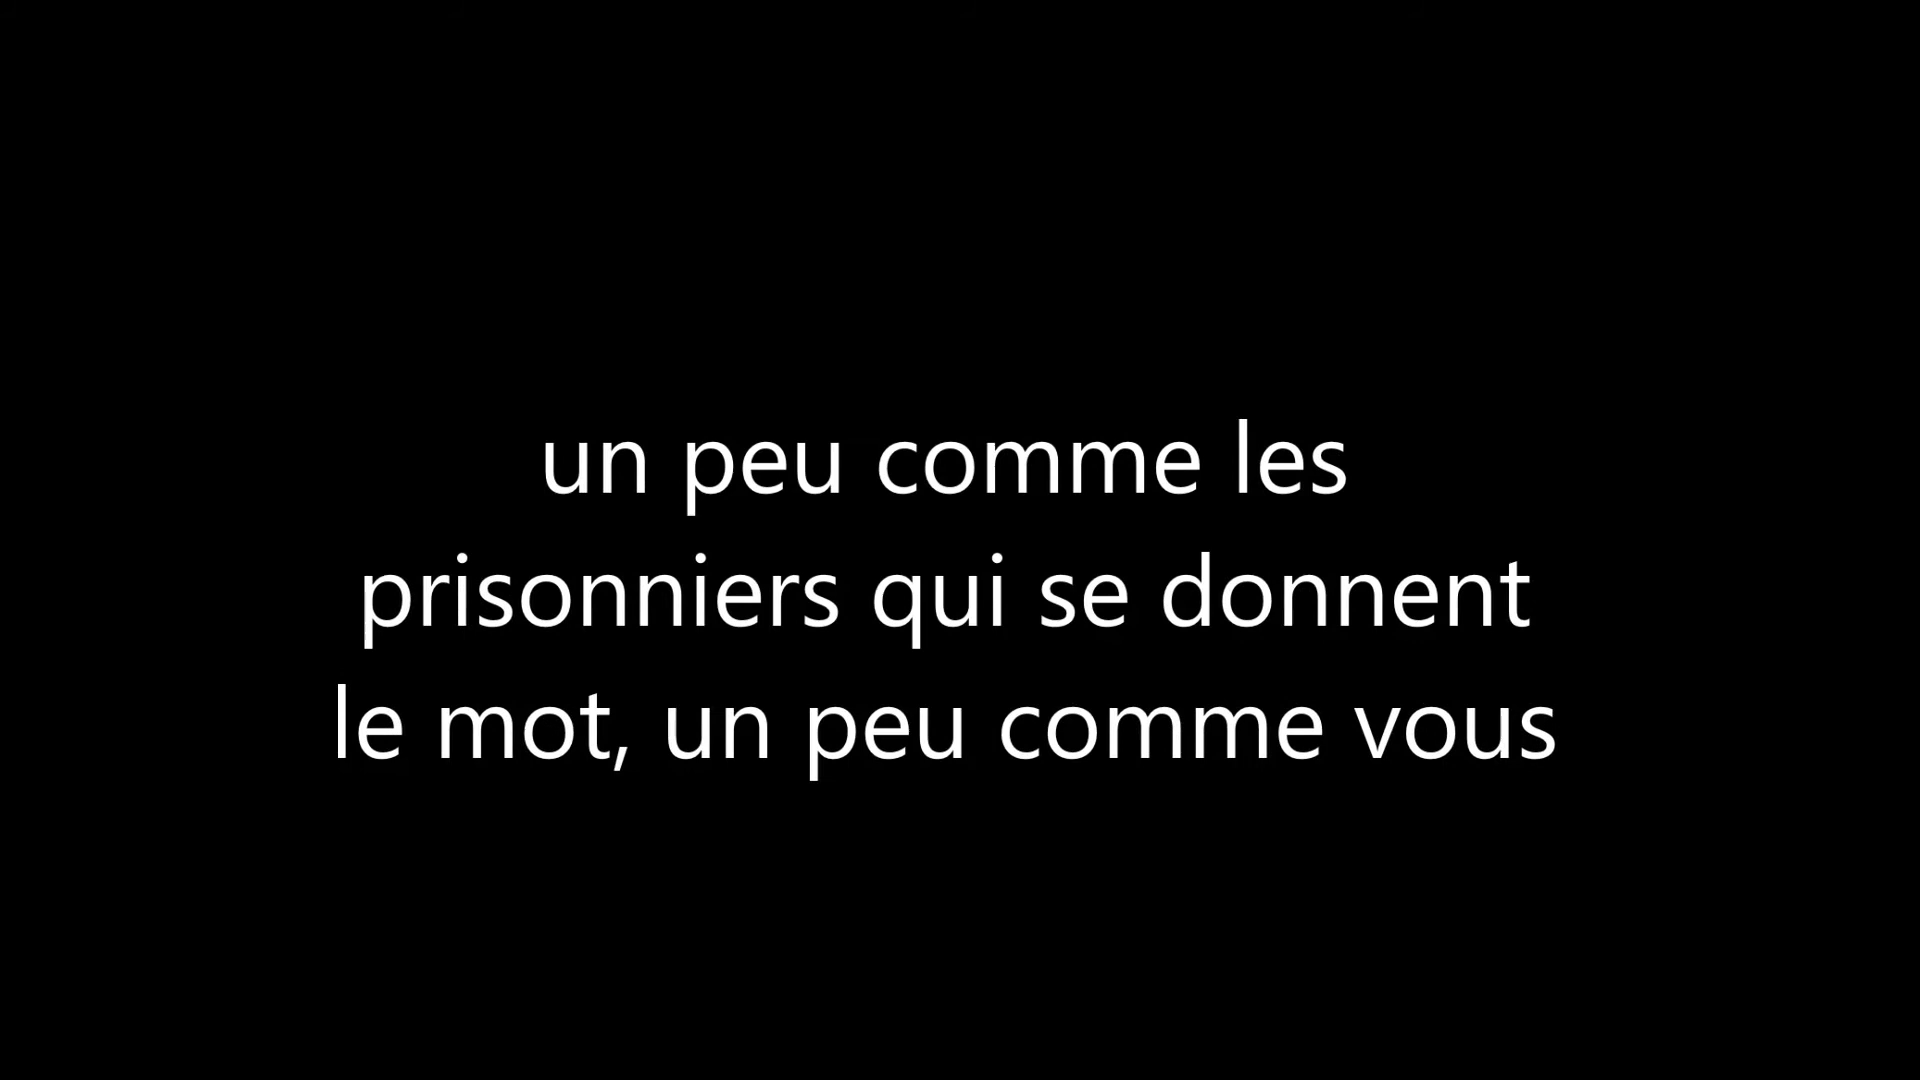 un peu comme les
prisonniers qui se donnent
le mot, un peu comme vous